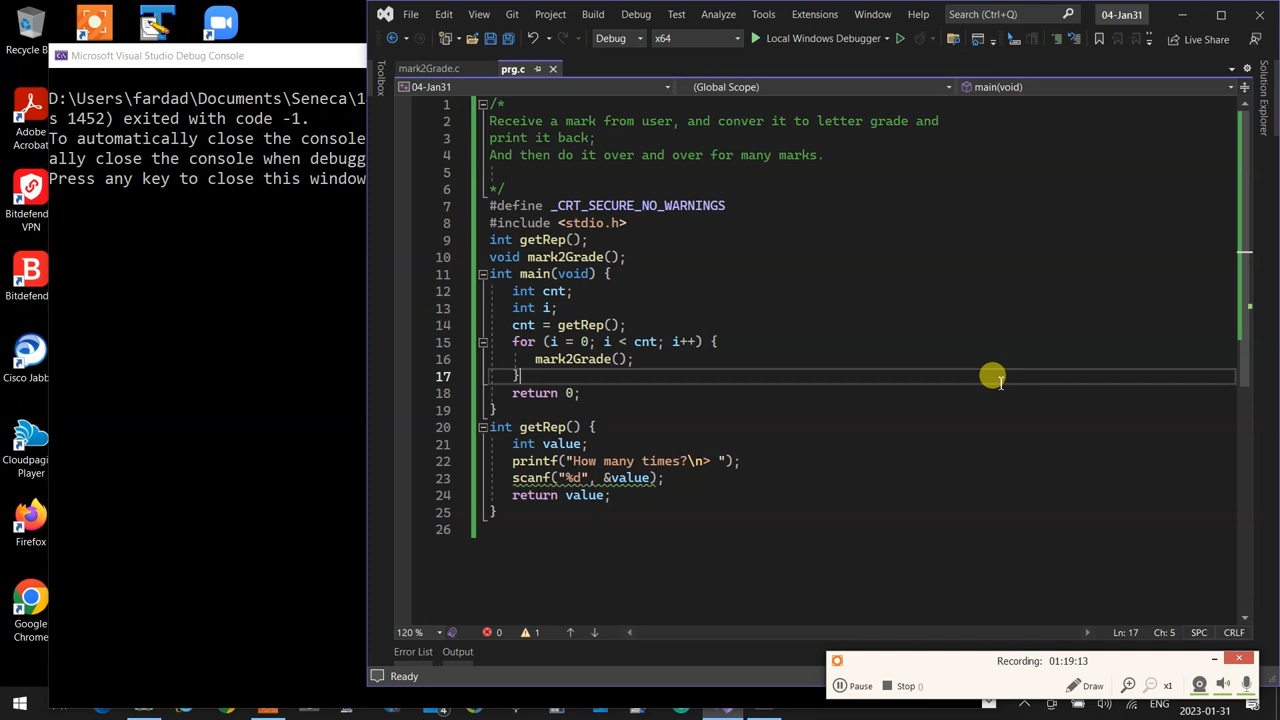 Recycle B
Adobe
Acrobat
Bitdefend
VPN
Bitdefend
Cisco Jabb
Cloudpagi
Player
Firefox
Google
Chrome
Microsoft Visual Studio Debug Console
D:\Users\fardad\Documents\Seneca\1
s 1452) exited with code -1.
To automatically close the console
ally close the console when debugg
Press any key to close this window
File Edit View Git Project Build Debug Test Analyze Tools Extensions Window Help Search (Ctrl+Q) 04-Jan31
Debug x64 Local Windows Debugger Live Share
mark2Grade.c prg.c
04-Jan31 (Global Scope) main(void)
Toolbox
Solution Explorer
1 /*
2 Receive a mark from user, and conver it to letter grade and
3 print it back;
4 And then do it over and over for many marks.
5
6 */
7 #define _CRT_SECURE_NO_WARNINGS
8 #include <stdio.h>
9 int getRep();
10 void mark2Grade();
11 int main(void) {
12 int cnt;
13 int i;
14 cnt = getRep();
15 for (i = 0; i < cnt; i++) {
16 mark2Grade();
17 }
18 return 0;
19 }
20 int getRep() {
21 int value;
22 printf("How many times?\n> ");
23 scanf("%d", &value);
24 return value;
25 }
26
120 % 0 1 Ln: 17 Ch: 5 SPC CRLF
Error List Output
Ready
Recording: 01:19:13
Pause Stop () x1 Draw
ENG 2023-01-31